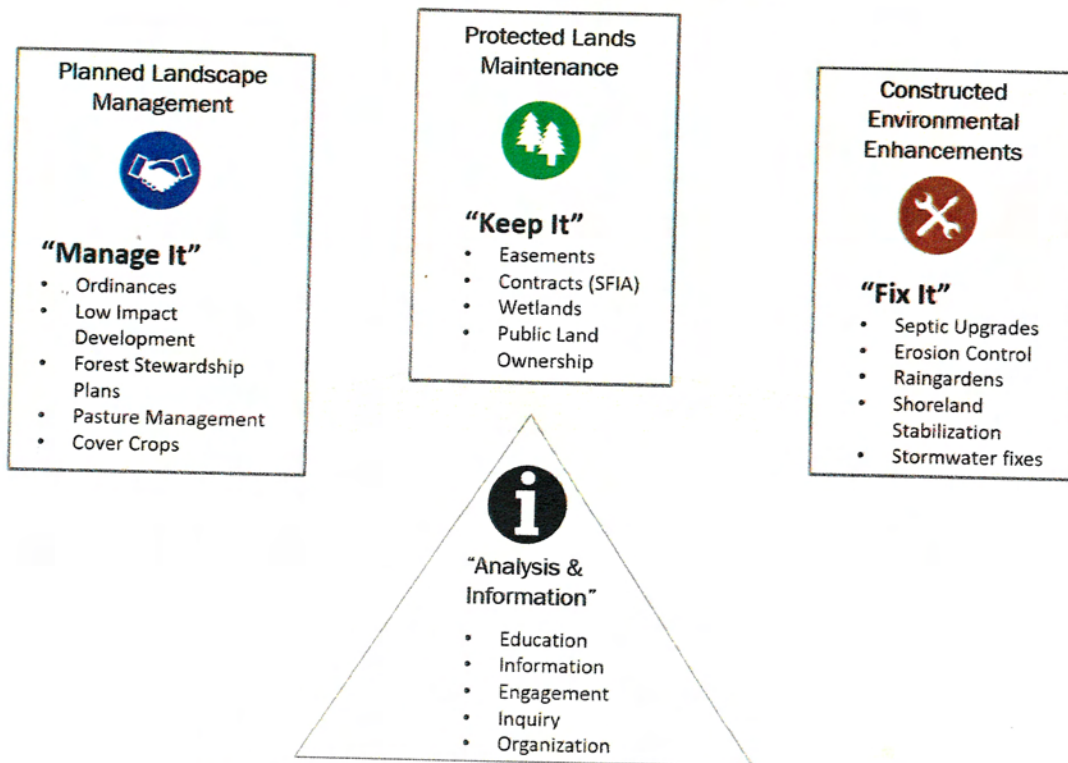 Planned Landscape
Management
"Manage It"
• Ordinances
• Low Impact
Development
• Forest Stewardship
Plans
• Pasture Management
• Cover Crops
Protected Lands
Maintenance
"Keep It"
• Easements
• Contracts (SFIA)
• Wetlands
• Public Land
Ownership
Constructed
Environmental
Enhancements
"Fix It"
• Septic Upgrades
• Erosion Control
• Raingardens
• Shoreland
Stabilization
• Stormwater fixes
i
"Analysis &
Information"
• Education
• Information
• Engagement
• Inquiry
• Organization